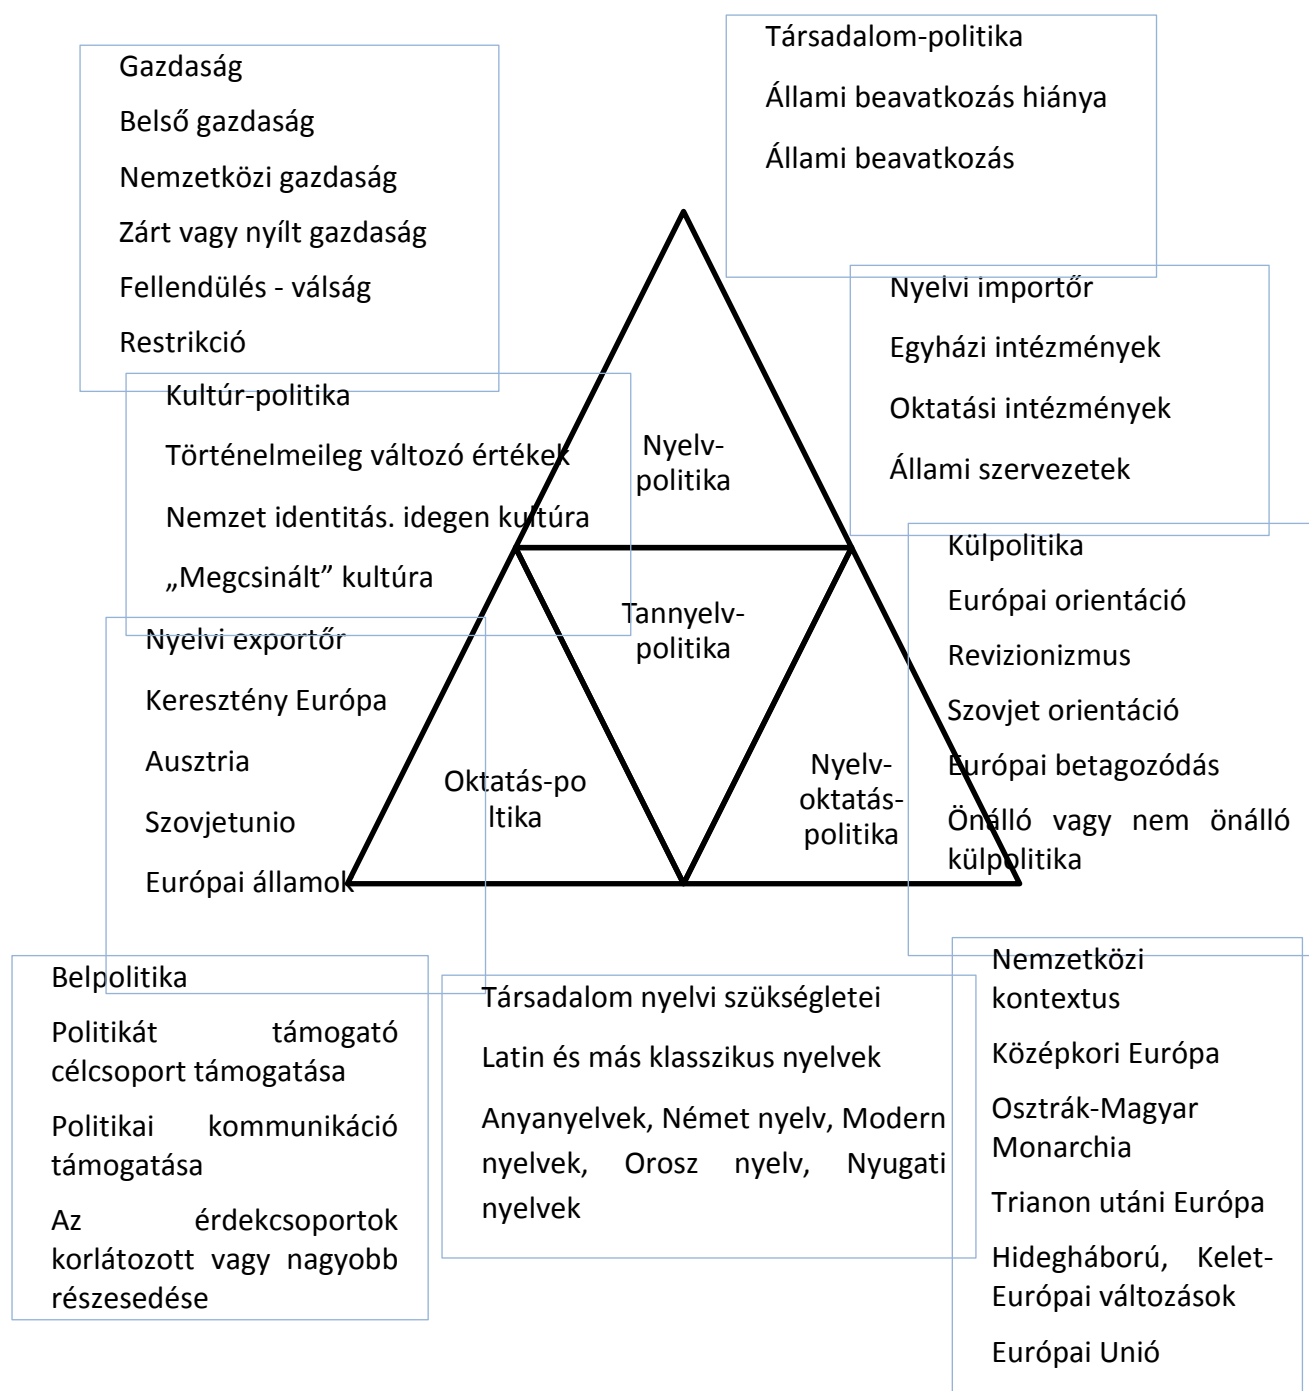 Gazdaság
Belső gazdaság
Nemzetközi gazdaság
Zárt vagy nyílt gazdaság
Fellendülés - válság
Restrikció
Társadalom-politika
Állami beavatkozás hiánya
Állami beavatkozás
Nyelvi importőr
Egyházi intézmények
Oktatási intézmények
Állami szervezetek
Kultúr-politika
Történelmeileg változó értékek
Nemzet identitás. idegen kultúra
„Megcsinált” kultúra
Nyelv-
politika
Tannyelv-
politika
Oktatás-po
ltika
Nyelv-
oktatás-
politika
Nyelvi exportőr
Keresztény Európa
Ausztria
Szovjetunio
Európai államok
Külpolitika
Európai orientáció
Revizionizmus
Szovjet orientáció
Európai betagozódás
Önálló vagy nem önálló
külpolitika
Belpolitika
Politikát támogató
célcsoport támogatása
Politikai kommunikáció
támogatása
Az érdekcsoportok
korlátozott vagy nagyobb
részesedése
Társadalom nyelvi szükségletei
Latin és más klasszikus nyelvek
Anyanyelvek, Német nyelv, Modern
nyelvek, Orosz nyelv, Nyugati
nyelvek
Nemzetközi
kontextus
Középkori Európa
Osztrák-Magyar
Monarchia
Trianon utáni Európa
Hidegháború, Kelet-
Európai változások
Európai Unió